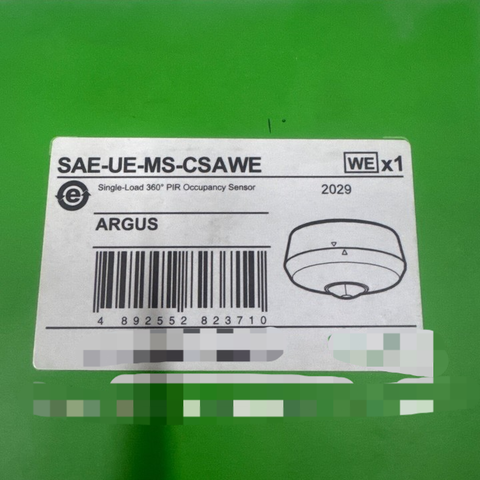 SAE-UE-MS-CSAWE
WE x1
e
Single-Load 360° PIR Occupancy Sensor
2029
ARGUS
4 892552 823710